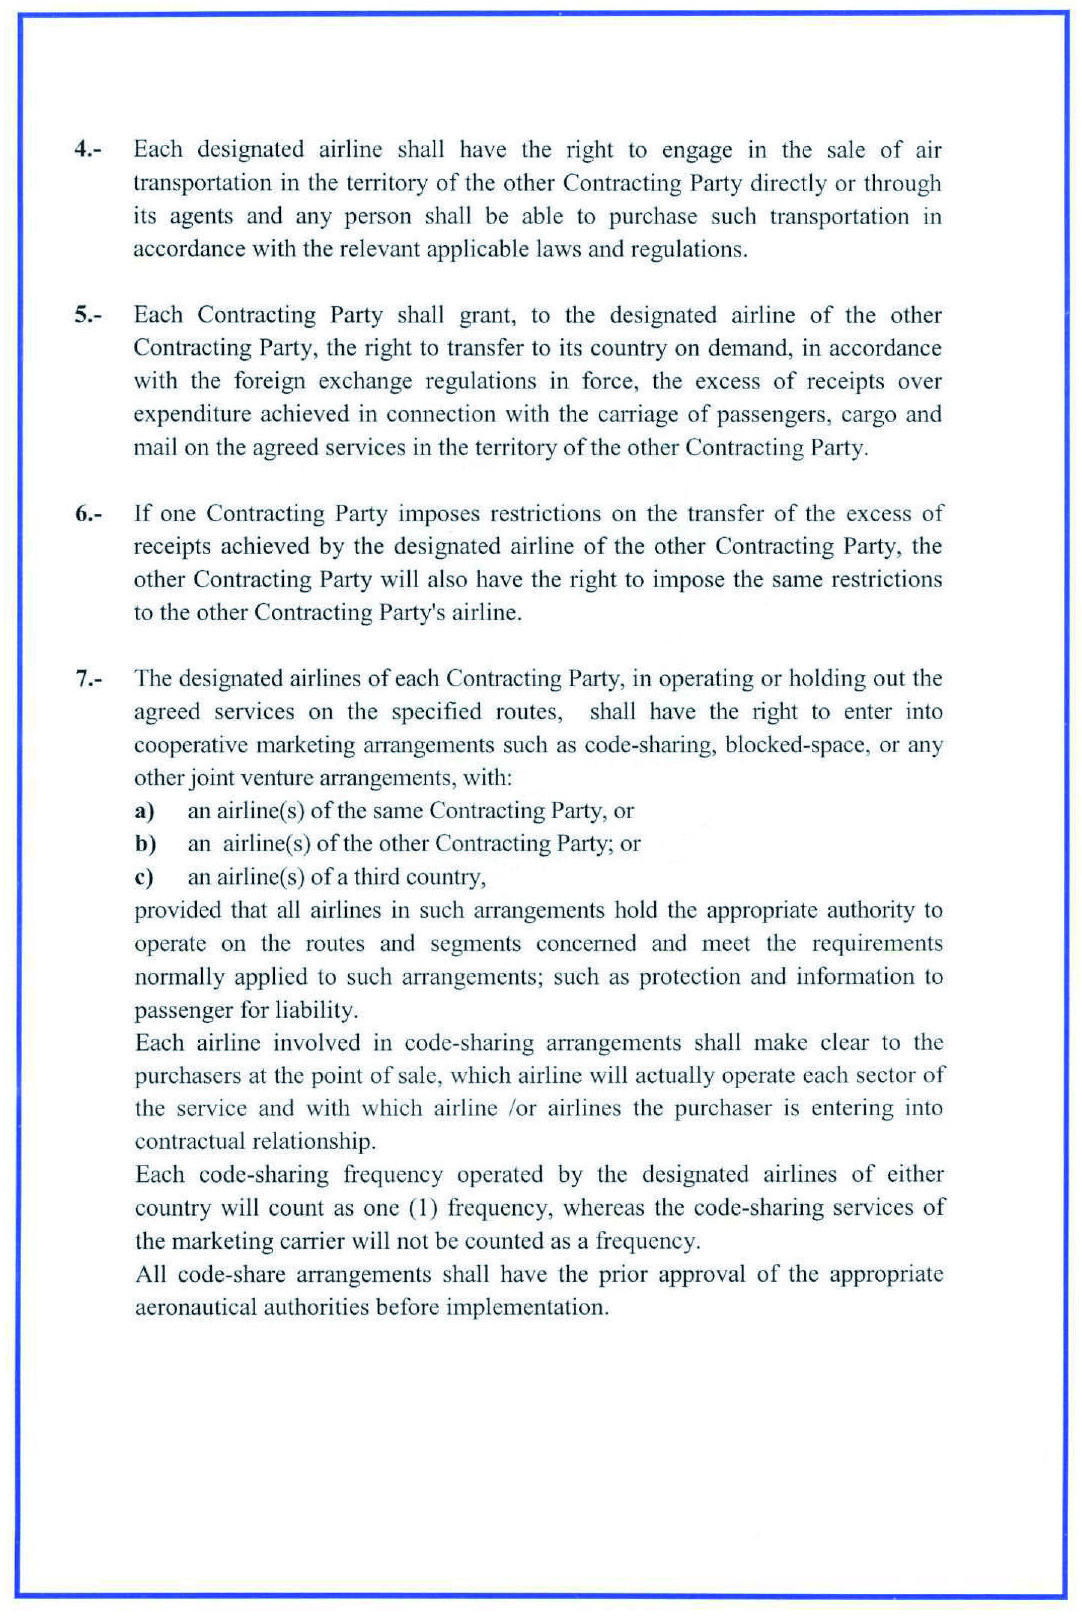 4.- Each designated airline shall have the right to engage in the sale of air
transportation in the territory of the other Contracting Party directly or through
its agents and any person shall be able to purchase such transportation in
accordance with the relevant applicable laws and regulations.
5.- Each Contracting Party shall grant, to the designated airline of the other
Contracting Party, the right to transfer to its country on demand, in accordance
with the foreign exchange regulations in force, the excess of receipts over
expenditure achieved in connection with the carriage of passengers, cargo and
mail on the agreed services in the territory of the other Contracting Party.
6.- If one Contracting Party imposes restrictions on the transfer of the excess of
receipts achieved by the designated airline of the other Contracting Party, the
other Contracting Party will also have the right to impose the same restrictions
to the other Contracting Party's airline.
7.- The designated airlines of each Contracting Party, in operating or holding out the
agreed services on the specified routes, shall have the right to enter into
cooperative marketing arrangements such as code-sharing, blocked-space, or any
other joint venture arrangements, with:
a) an airline(s) of the same Contracting Party, or
b) an airline(s) of the other Contracting Party; or
c) an airline(s) of a third country,
provided that all airlines in such arrangements hold the appropriate authority to
operate on the routes and segments concerned and meet the requirements
normally applied to such arrangements; such as protection and information to
passenger for liability.
Each airline involved in code-sharing arrangements shall make clear to the
purchasers at the point of sale, which airline will actually operate each sector of
the service and with which airline /or airlines the purchaser is entering into
contractual relationship.
Each code-sharing frequency operated by the designated airlines of either
country will count as one (1) frequency, whereas the code-sharing services of
the marketing carrier will not be counted as a frequency.
All code-share arrangements shall have the prior approval of the appropriate
aeronautical authorities before implementation.